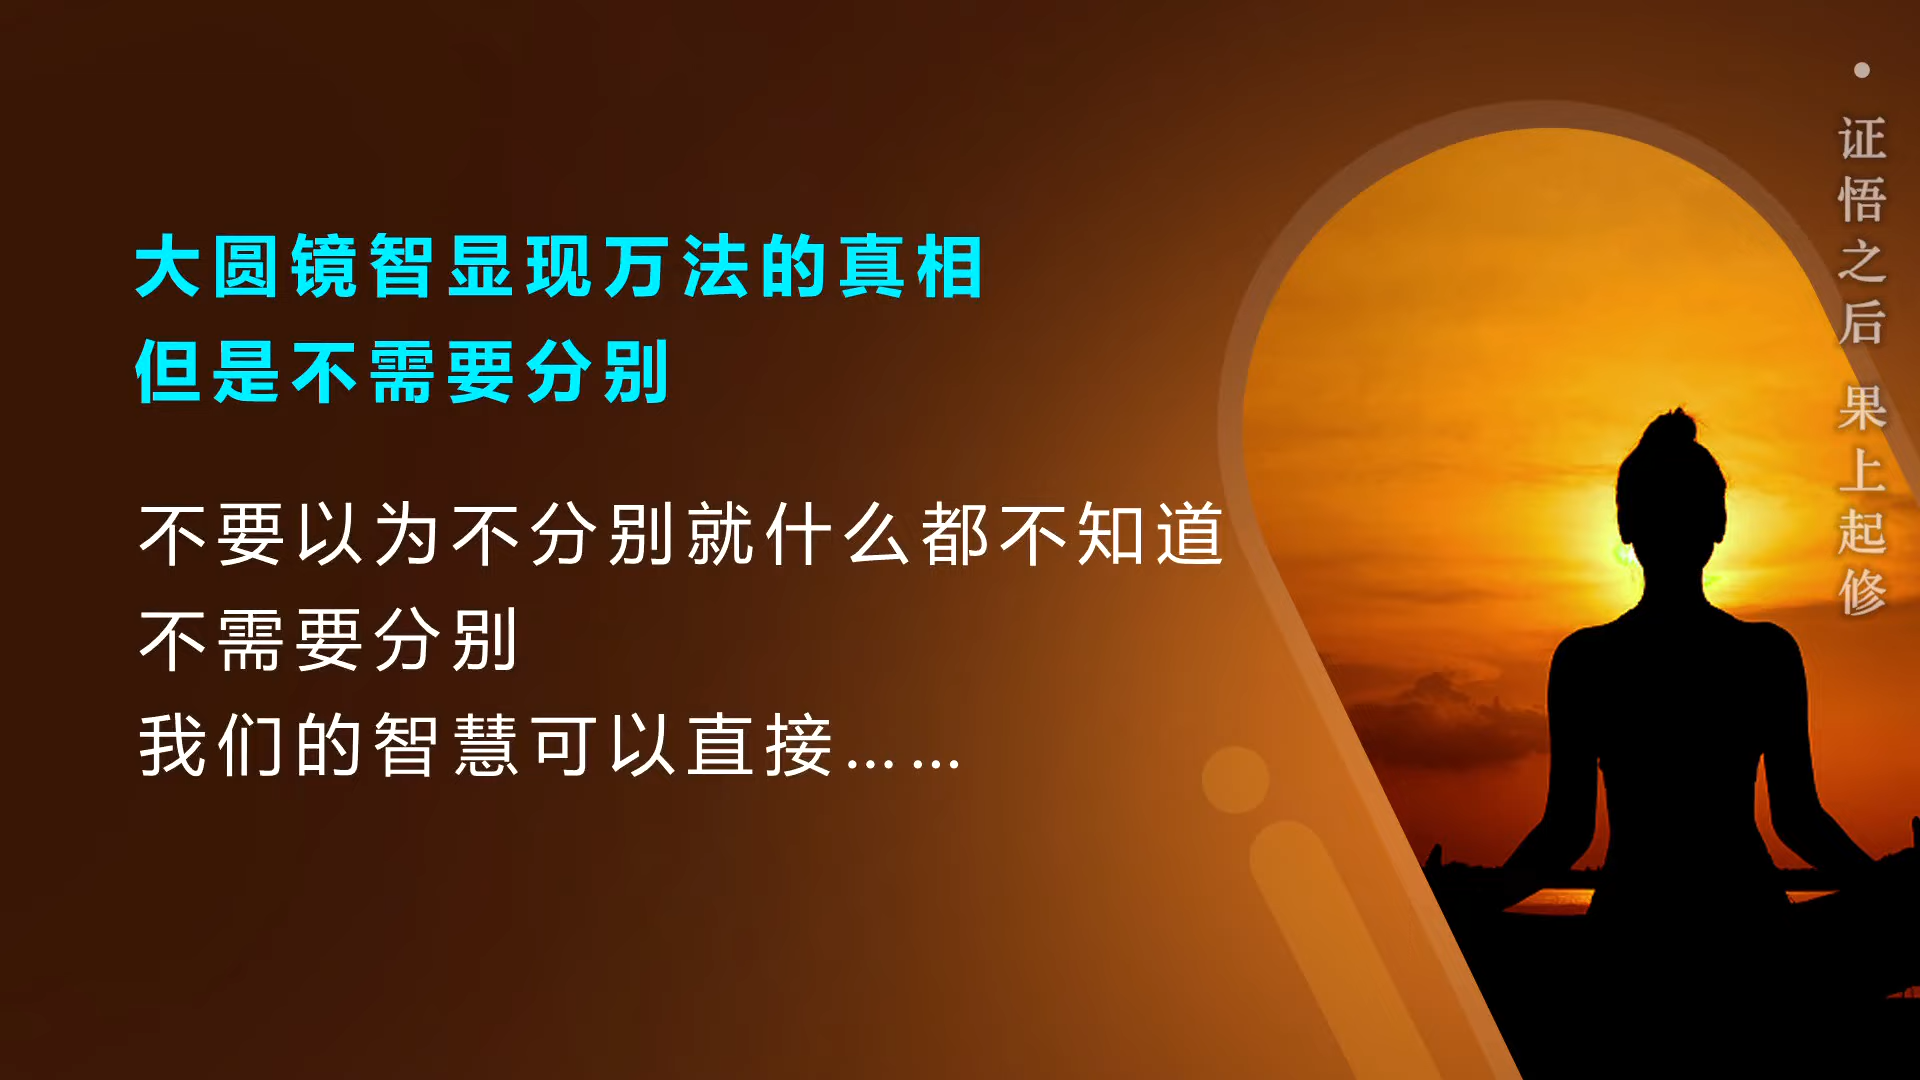 大圆镜智显现万法的真相
但是不需要分别
不要以为不分别就什么都不知道
不需要分别
我们的智慧可以直接……
• 证悟之后 果上起修